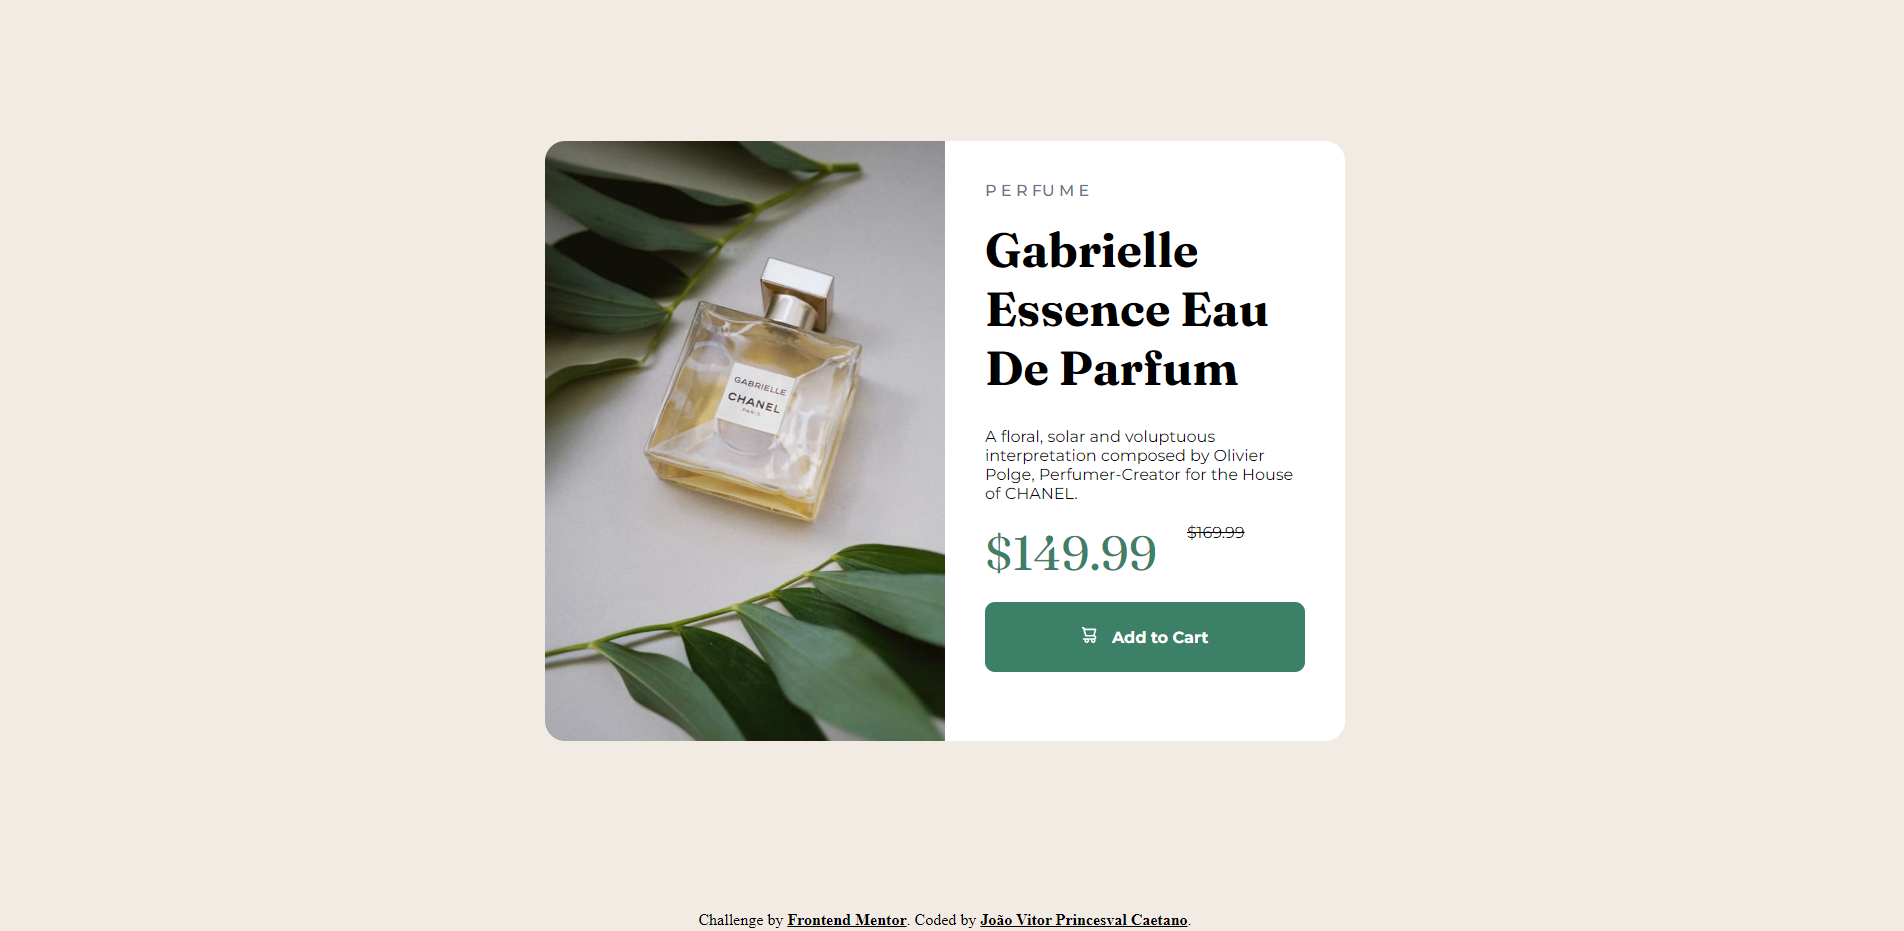 GABRIELLE
CHANEL
PARIS
PERFUME
Gabrielle
Essence Eau
De Parfum
A floral, solar and voluptuous
interpretation composed by Olivier
Polge, Perfumer-Creator for the House
of CHANEL.
$149.99 $169.99
Add to Cart
Challenge by Frontend Mentor. Coded by João Vitor Princesval Caetano.